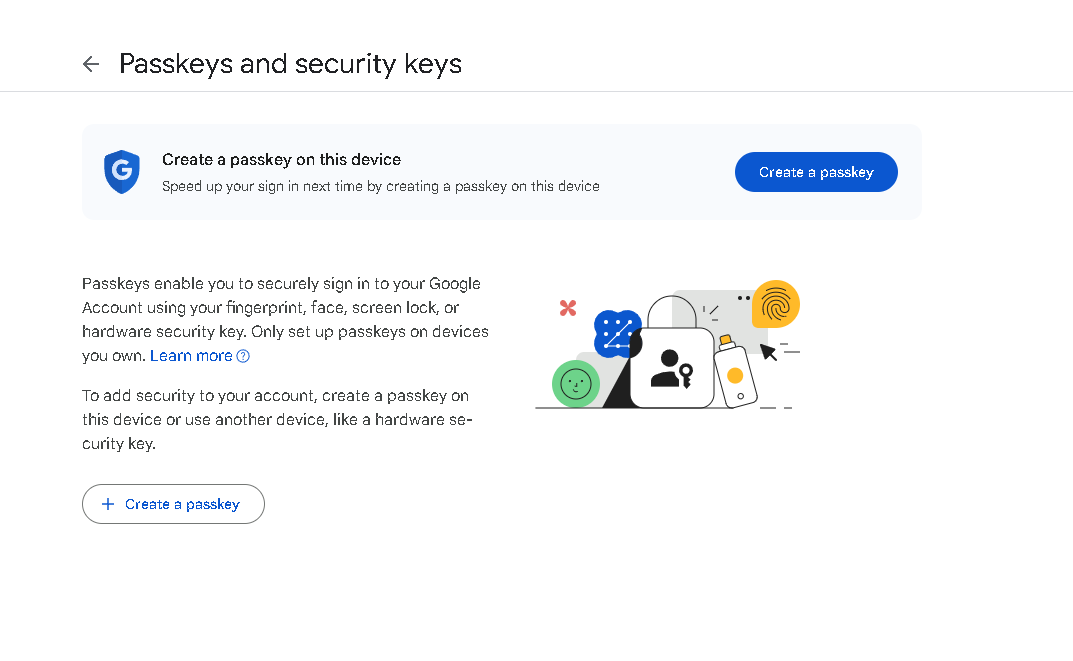 Passkeys and security keys
Create a passkey on this device
Speed up your sign in next time by creating a passkey on this device
Create a passkey
Passkeys enable you to securely sign in to your Google
Account using your fingerprint, face, screen lock, or
hardware security key. Only set up passkeys on devices
you own. Learn more
To add security to your account, create a passkey on
this device or use another device, like a hardware se-
curity key.
Create a passkey